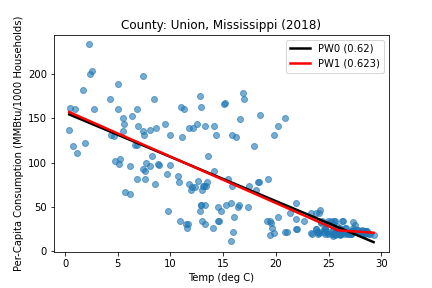 County: Union, Mississippi (2018)
PW0 (0.62)
PW1 (0.623)
Per-Capita Consumption (MMBtu/1000 Households)
200
150
100
50
0
0 5 10 15 20 25 30
Temp (deg C)